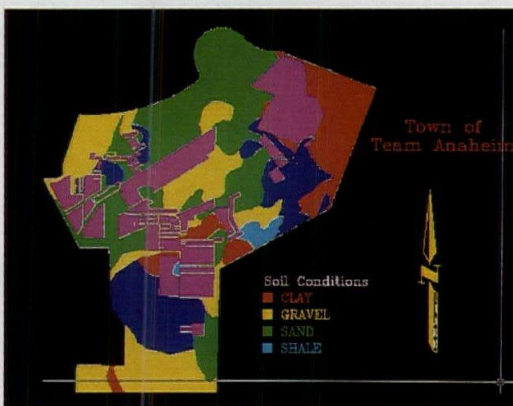 Town of
Team Anaheim
Soil Conditions
CLAY
GRAVEL
SAND
SHALE